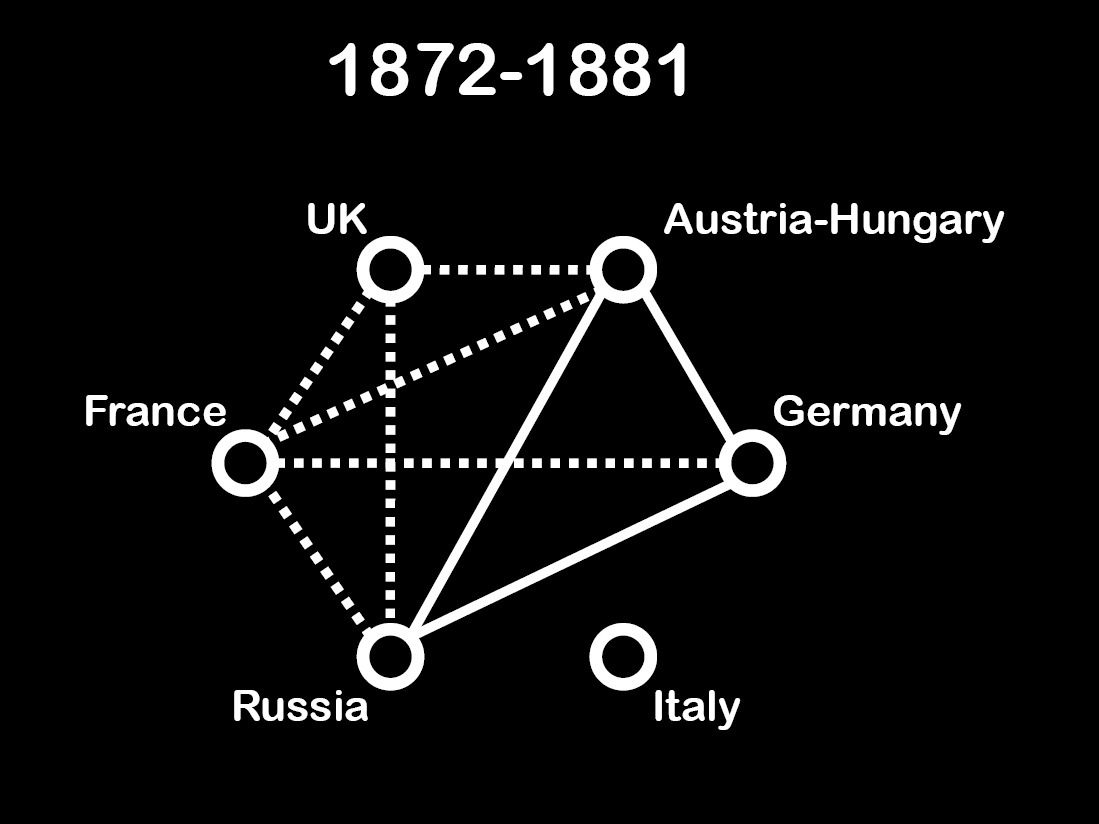 1872-1881
UK
Austria-Hungary
France
Germany
Russia
Italy